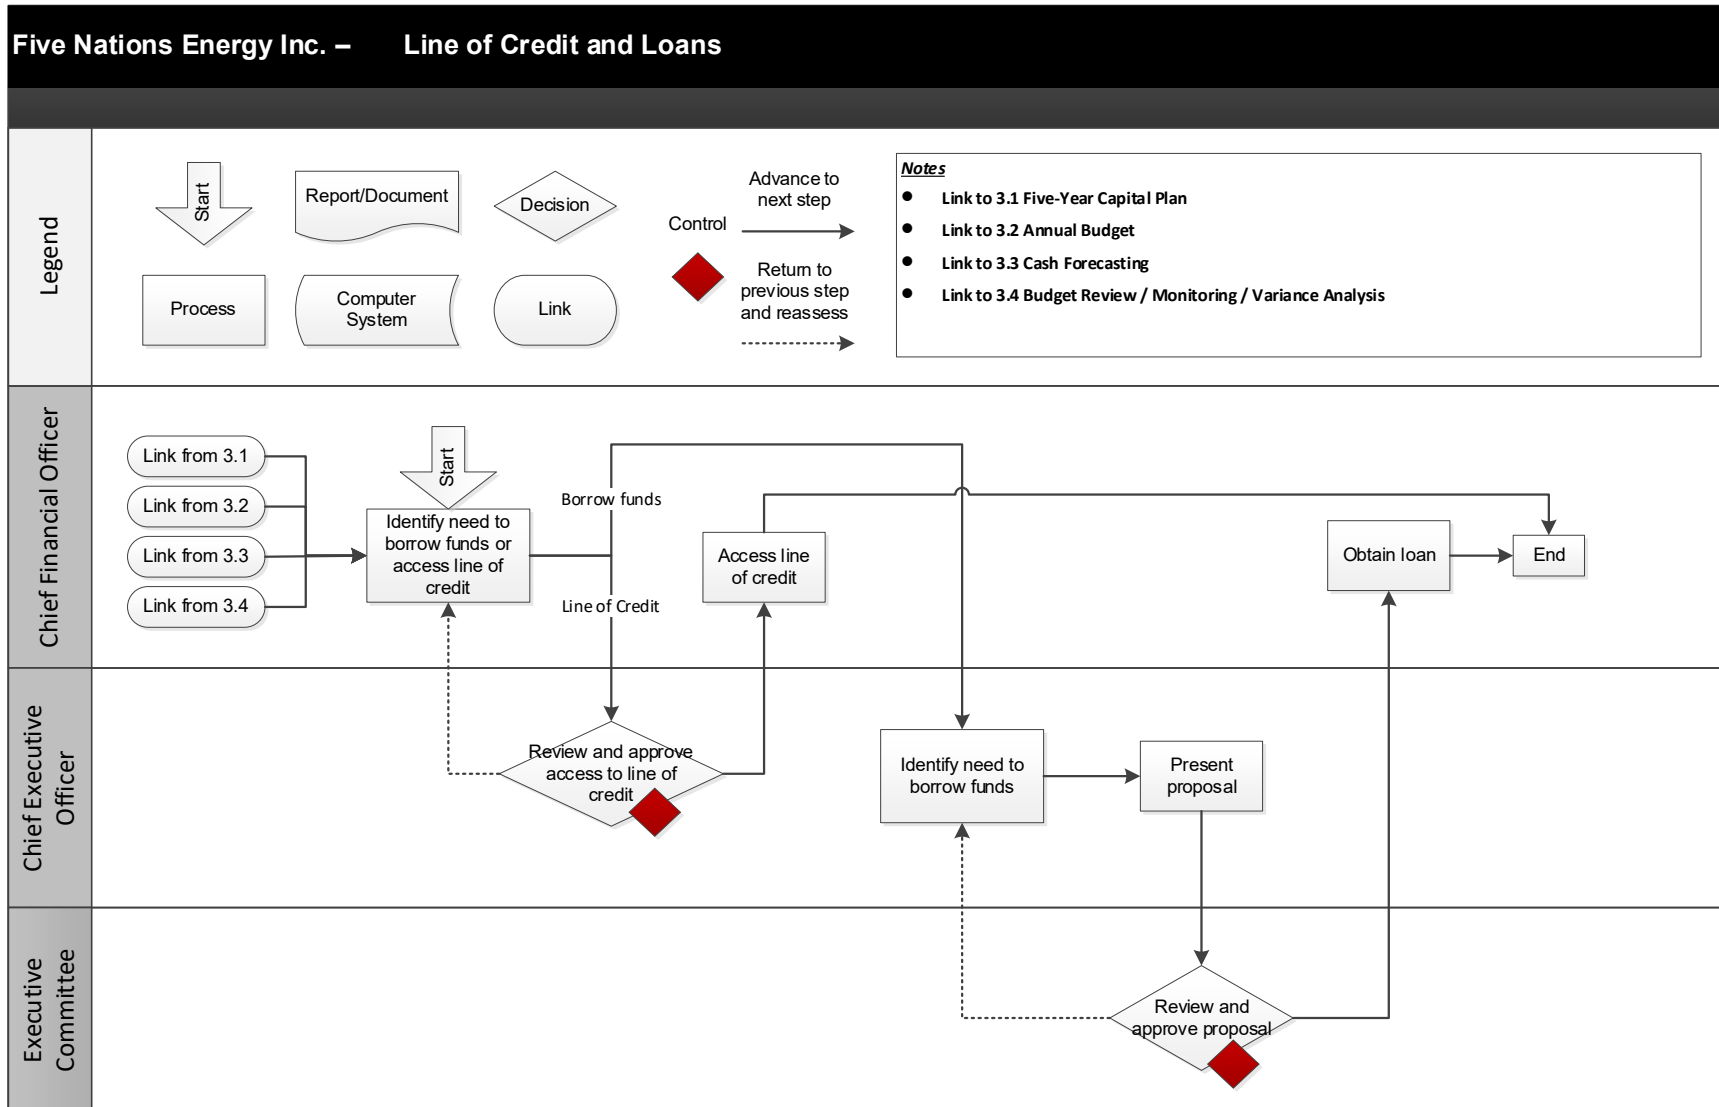 Five Nations Energy Inc. – Line of Credit and Loans
Legend
Start
Report/Document
Decision
Process
Computer
System
Link
Control
Advance to
next step
Return to
previous step
and reassess
Notes
● Link to 3.1 Five-Year Capital Plan
● Link to 3.2 Annual Budget
● Link to 3.3 Cash Forecasting
● Link to 3.4 Budget Review / Monitoring / Variance Analysis
Chief Financial Officer
Link from 3.1
Link from 3.2
Link from 3.3
Link from 3.4
Start
Identify need to
borrow funds or
access line of
credit
Borrow funds
Line of Credit
Access line
of credit
Obtain loan
End
Chief Executive
Officer
Review and approve
access to line of
credit
Identify need to
borrow funds
Present
proposal
Executive
Committee
Review and
approve proposal